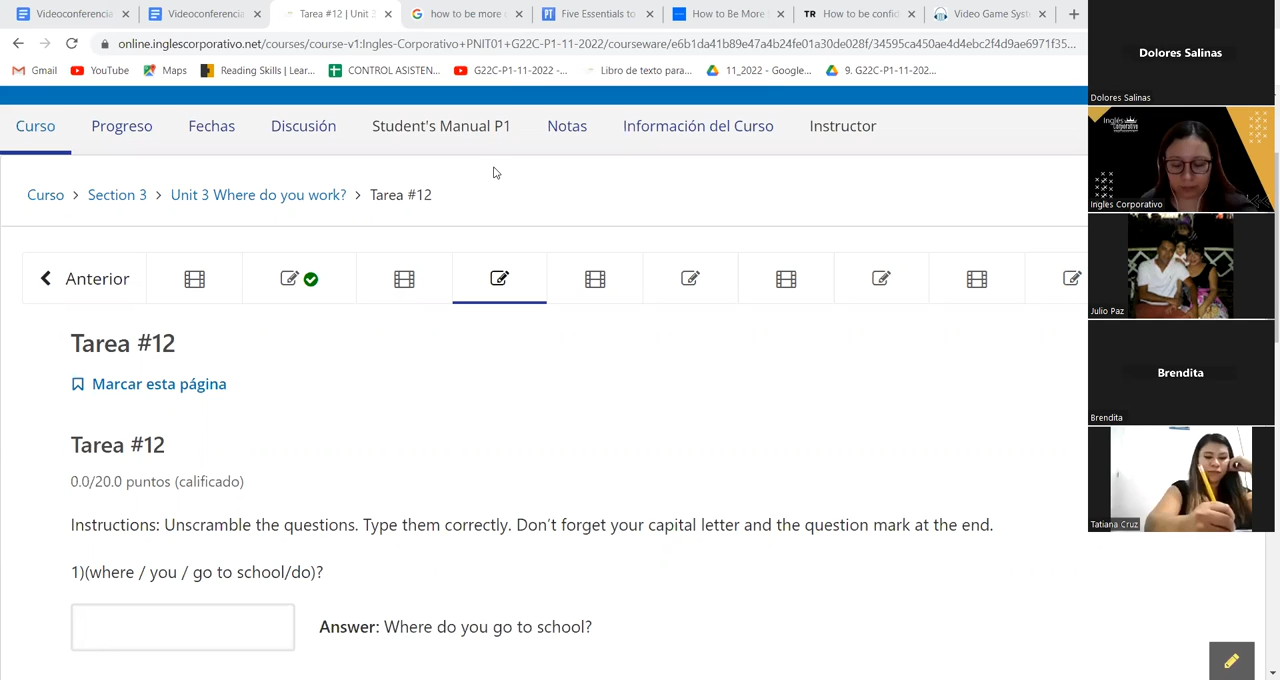 Videoconferencia
Videoconferencia
Tarea #12 | Unit 3
how to be more
Five Essentials to
How to Be More
TR How to be confid
Video Game Syst
online.inglescorporativo.net/courses/course-v1:Ingles-Corporativo+PNIT01+G22C-P1-11-2022/courseware/e6b1da41b89e47a4b24fe01a30de028f/34595ca450ae4d4ebc2f4d9ae6971f35...
Gmail
YouTube
Maps
Reading Skills | Lear...
CONTROL ASISTEN...
G22C-P1-11-2022 -...
Libro de texto para...
11_2022 - Google...
9. G22C-P1-11-202...
Curso
Progreso
Fechas
Discusión
Student's Manual P1
Notas
Información del Curso
Instructor
Curso > Section 3 > Unit 3 Where do you work? > Tarea #12
Anterior
Tarea #12
Marcar esta página
Tarea #12
0.0/20.0 puntos (calificado)
Instructions: Unscramble the questions. Type them correctly. Don't forget your capital letter and the question mark at the end.
1)(where / you / go to school/do)?
Answer: Where do you go to school?
Dolores Salinas
Dolores Salinas
Inglés
Corporativo
Ingles Corporativo
Julio Paz
Brendita
Brendita
Tatiana Cruz